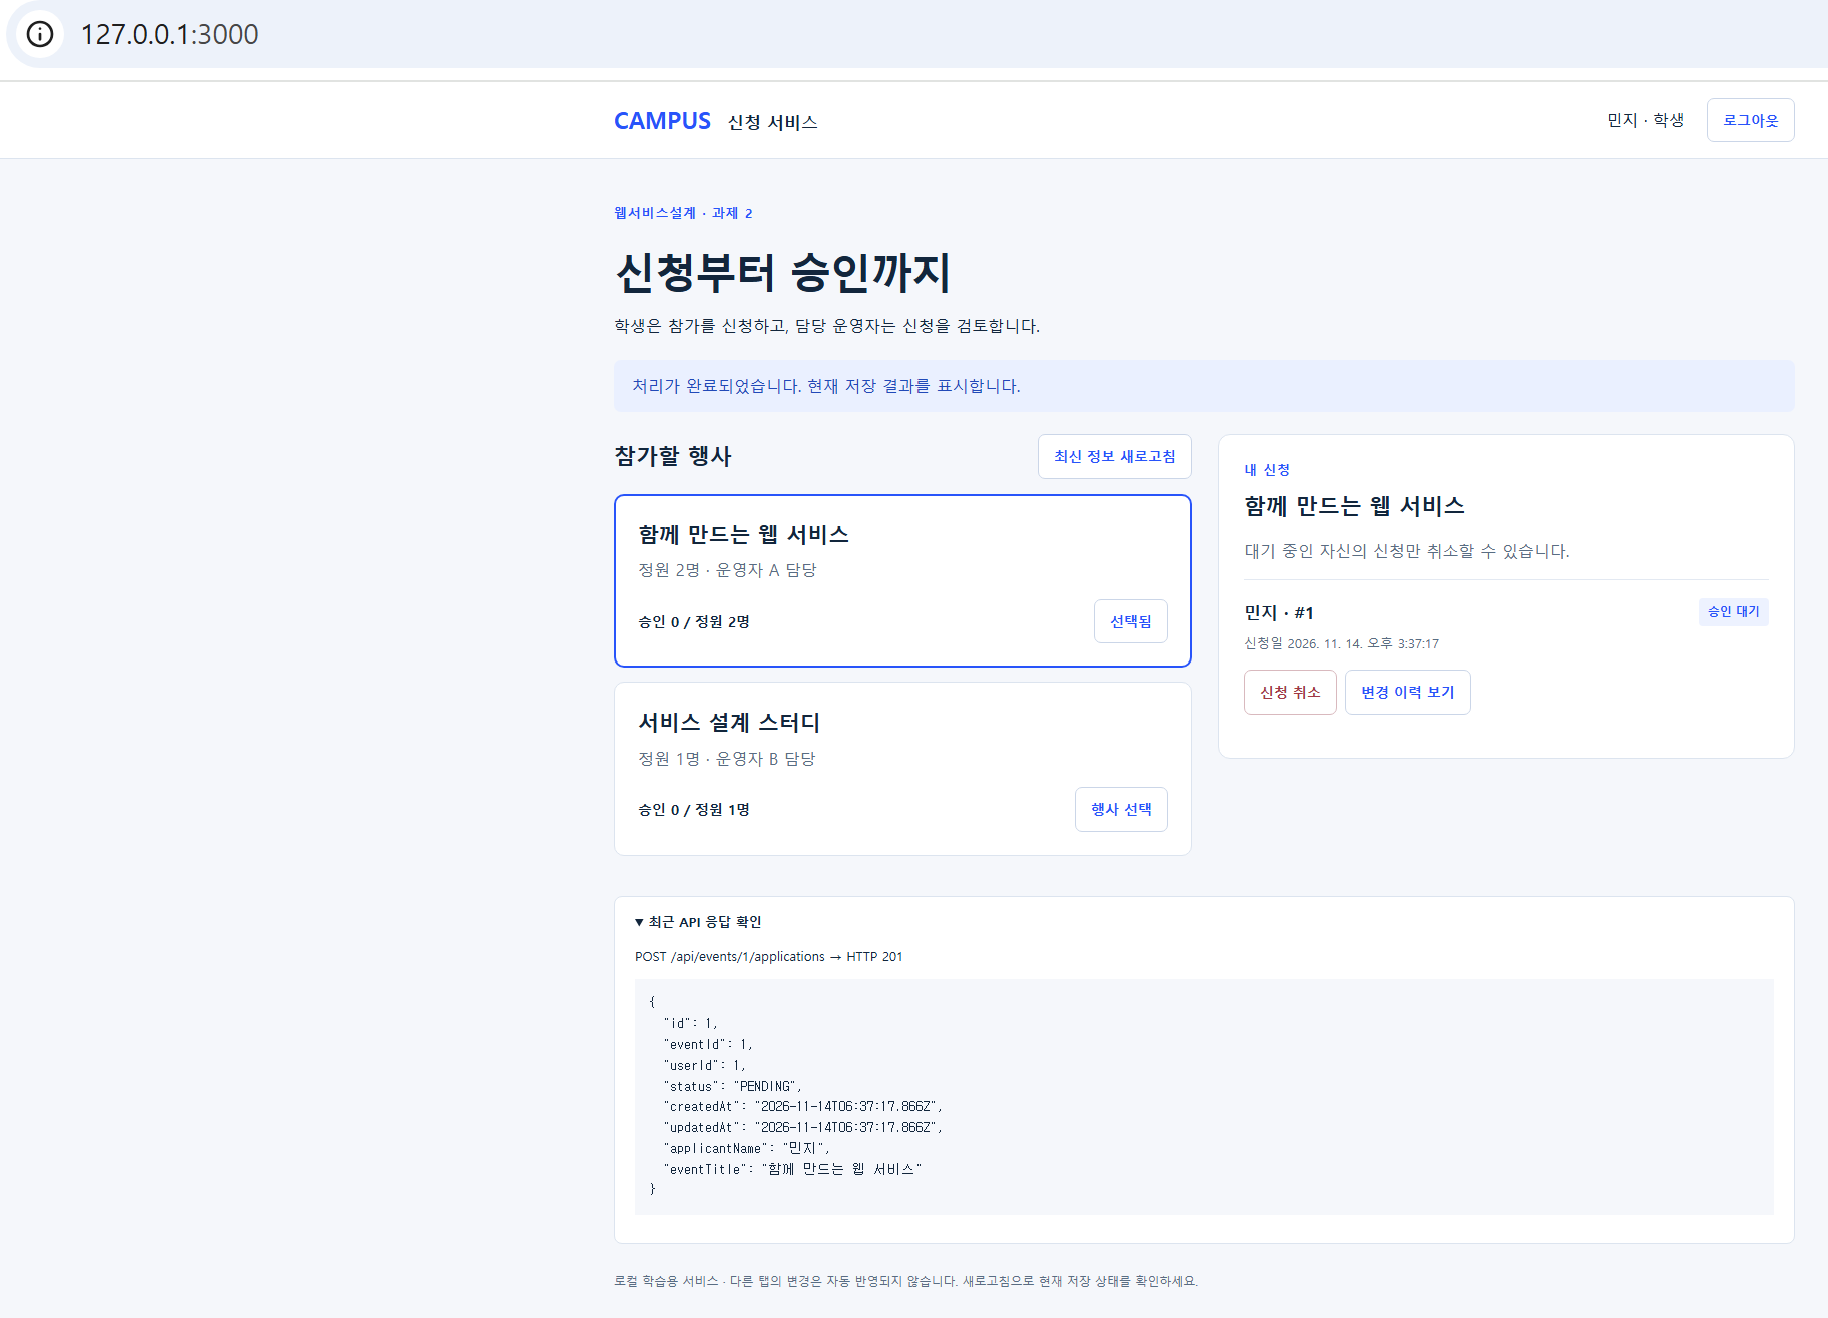 127.0.0.1:3000
CAMPUS 신청 서비스
민지 · 학생
로그아웃
웹서비스설계 · 과제 2
신청부터 승인까지
학생은 참가를 신청하고, 담당 운영자는 신청을 검토합니다.
처리가 완료되었습니다. 현재 저장 결과를 표시합니다.
참가할 행사
최신 정보 새로고침
함께 만드는 웹 서비스
정원 2명 · 운영자 A 담당
승인 0 / 정원 2명
선택됨
서비스 설계 스터디
정원 1명 · 운영자 B 담당
승인 0 / 정원 1명
행사 선택
내 신청
함께 만드는 웹 서비스
대기 중인 자신의 신청만 취소할 수 있습니다.
민지 · #1
승인 대기
신청일 2026. 11. 14. 오후 3:37:17
신청 취소
변경 이력 보기
▼ 최근 API 응답 확인
POST /api/events/1/applications → HTTP 201
{
"id": 1,
"eventId": 1,
"userId": 1,
"status": "PENDING",
"createdAt": "2026-11-14T06:37:17.866Z",
"updatedAt": "2026-11-14T06:37:17.866Z",
"applicantName": "민지",
"eventTitle": "함께 만드는 웹 서비스"
}
로컬 학습용 서비스 · 다른 탭의 변경은 자동 반영되지 않습니다. 새로고침으로 현재 저장 상태를 확인하세요.